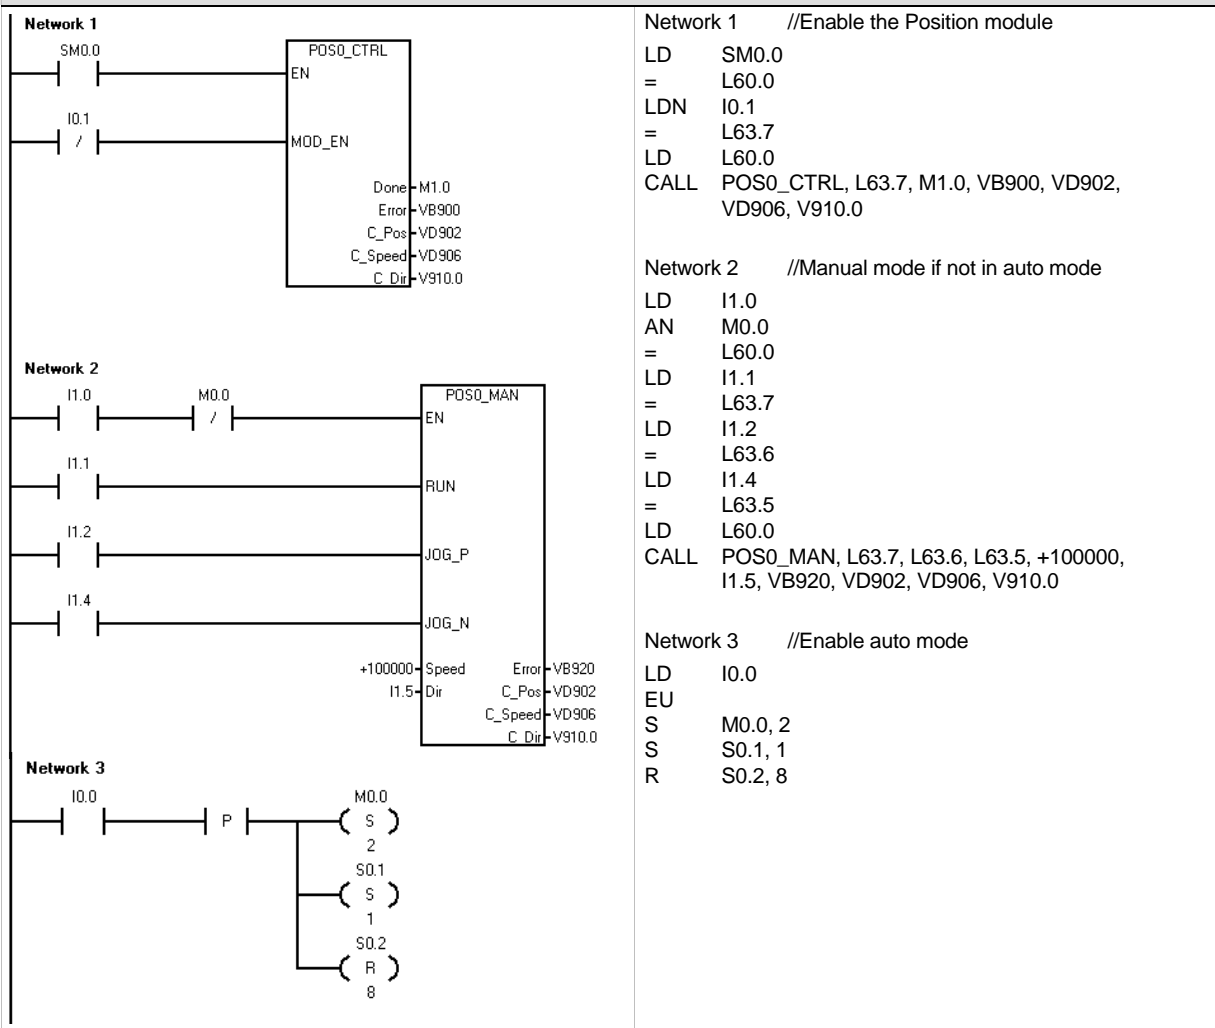 Network 1
SM0.0
POS0_CTRL
EN
I0.1
/
MOD_EN
Done M1.0
Error VB900
C_Pos VD902
C_Speed VD906
C_Dir V910.0
Network 2
I1.0 M0.0
/
POS0_MAN
EN
I1.1
RUN
I1.2
JOG_P
I1.4
JOG_N
+100000 Speed Error VB920
I1.5 Dir C_Pos VD902
C_Speed VD906
C_Dir V910.0
Network 3
I0.0
P
M0.0
S
2
S0.1
S
1
S0.2
R
8
Network 1 //Enable the Position module
LD SM0.0
= L60.0
LDN I0.1
= L63.7
LD L60.0
CALL POS0_CTRL, L63.7, M1.0, VB900, VD902,
VD906, V910.0
Network 2 //Manual mode if not in auto mode
LD I1.0
AN M0.0
= L60.0
LD I1.1
= L63.7
LD I1.2
= L63.6
LD I1.4
= L63.5
LD L60.0
CALL POS0_MAN, L63.7, L63.6, L63.5, +100000,
I1.5, VB920, VD902, VD906, V910.0
Network 3 //Enable auto mode
LD I0.0
EU
S M0.0, 2
S S0.1, 1
R S0.2, 8